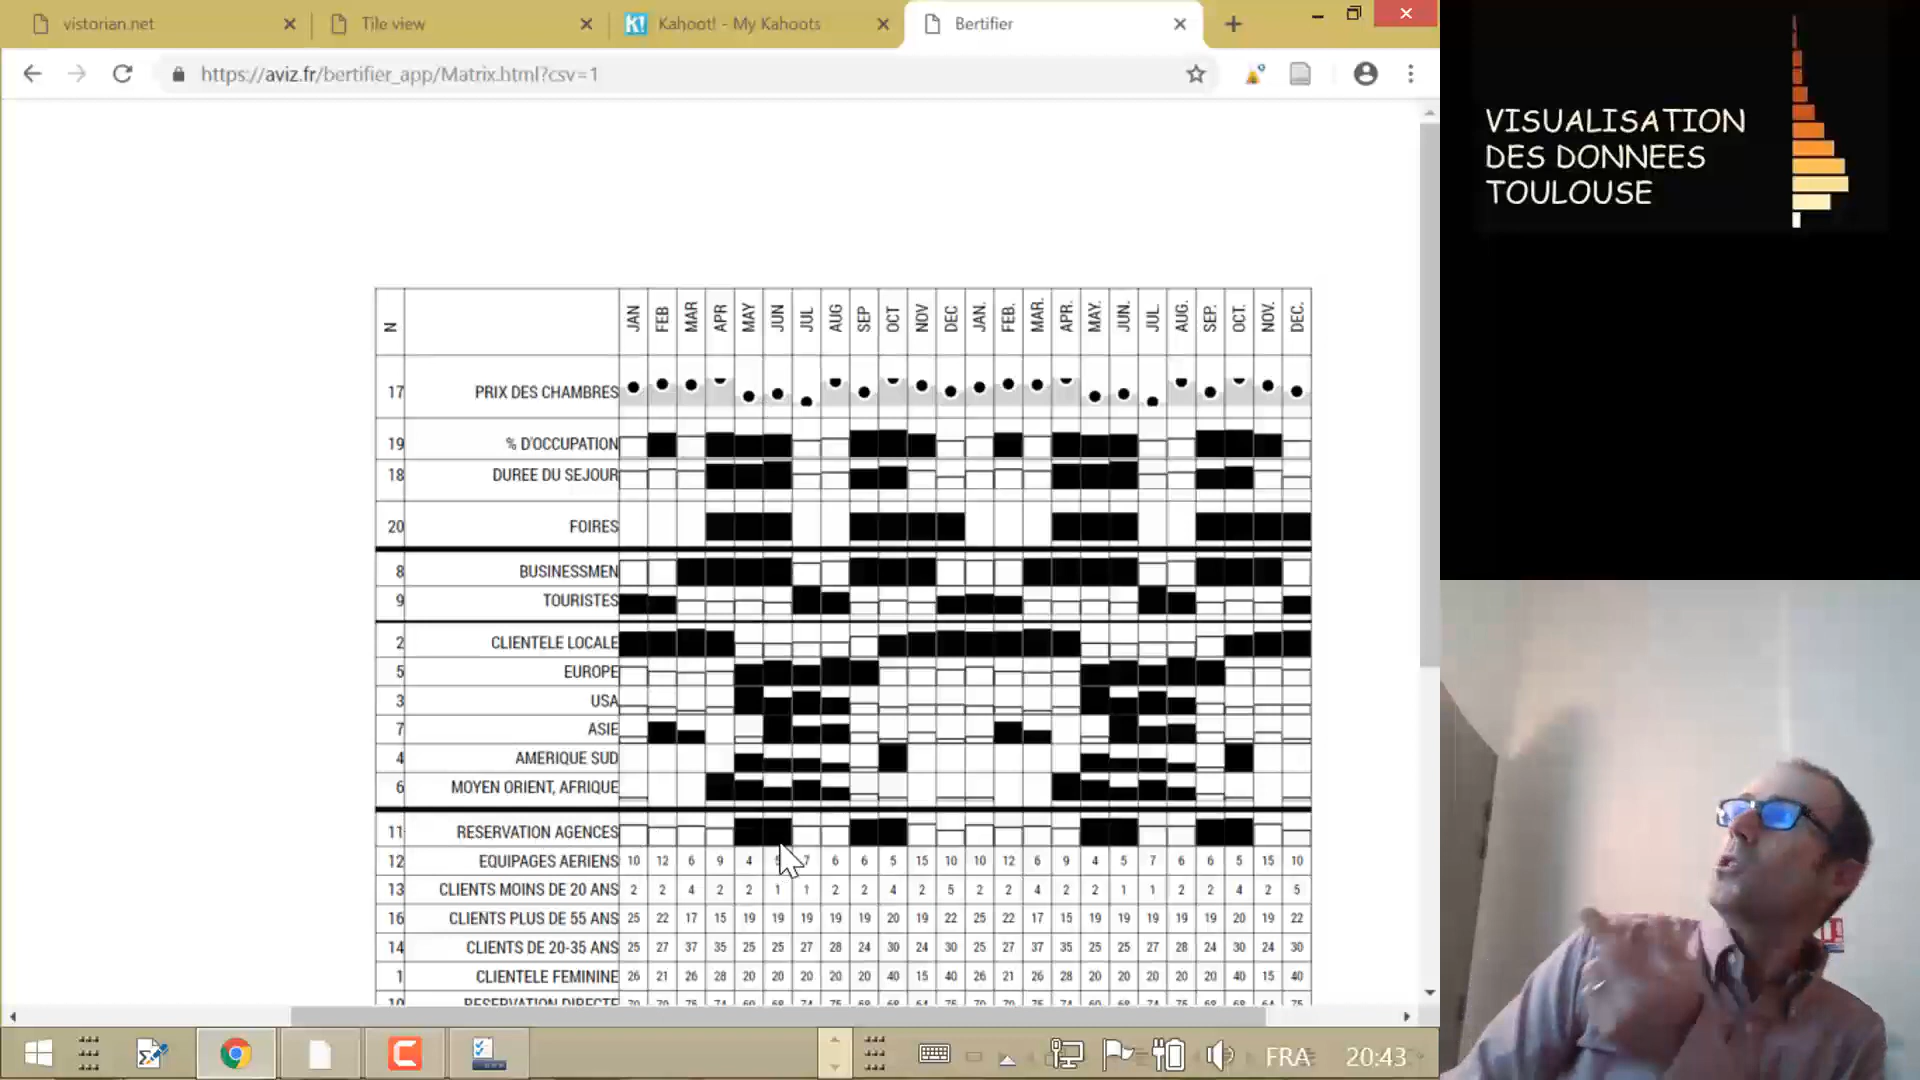 vistorian.net
Tile view
K! Kahoot! - My Kahoots
Bertifier
https://aviz.fr/bertifier_app/Matrix.html?csv=1
VISUALISATION
DES DONNEES
TOULOUSE
N JAN FEB MAR APR MAY JUN JUL AUG SEP OCT NOV DEC JAN. FEB. MAR. APR. MAY. JUN. JUL. AUG. SEP. OCT. NOV. DEC.
17 PRIX DES CHAMBRES
19 % D'OCCUPATION
18 DUREE DU SEJOUR
20 FOIRES
8 BUSINESSMEN
9 TOURISTES
2 CLIENTELE LOCALE
5 EUROPE
3 USA
7 ASIE
4 AMERIQUE SUD
6 MOYEN ORIENT, AFRIQUE
11 RESERVATION AGENCES
12 EQUIPAGES AERIENS 10 12 6 9 4 5 7 6 6 5 15 10 10 12 6 9 4 5 7 6 6 5 15 10
13 CLIENTS MOINS DE 20 ANS 2 2 4 2 2 1 1 2 2 4 2 5 2 2 4 2 2 1 1 2 2 4 2 5
16 CLIENTS PLUS DE 55 ANS 25 22 17 15 19 19 19 19 19 20 19 22 25 22 17 15 19 19 19 19 19 20 19 22
14 CLIENTS DE 20-35 ANS 25 27 37 35 25 25 27 28 24 30 24 30 25 27 37 35 25 25 27 28 24 30 24 30
1 CLIENTELE FEMININE 26 21 26 28 20 20 20 20 20 40 15 40 26 21 26 28 20 20 20 20 20 40 15 40
10 RESERVATION DIRECTE
FRA
20:43